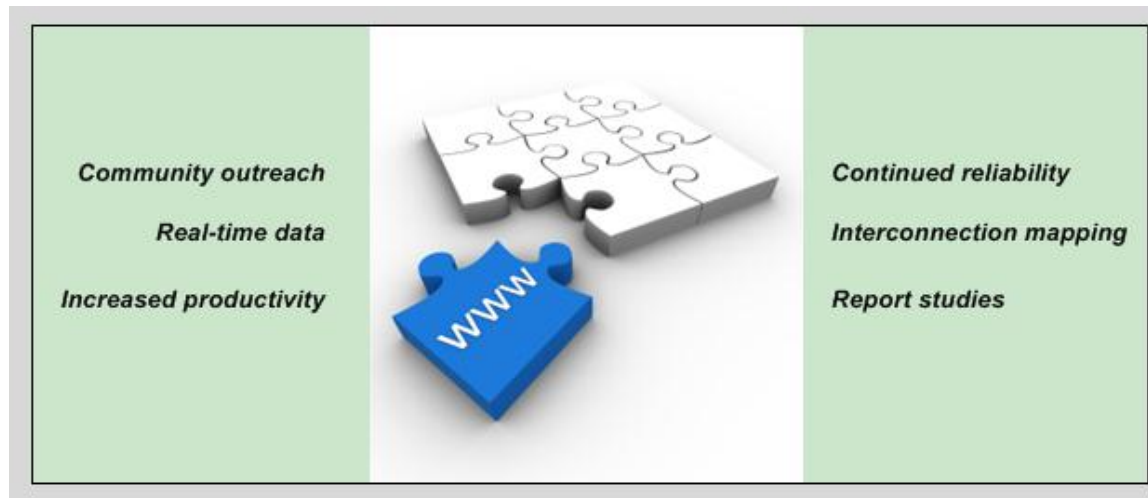 Community outreach
Real-time data
Increased productivity
www
Continued reliability
Interconnection mapping
Report studies